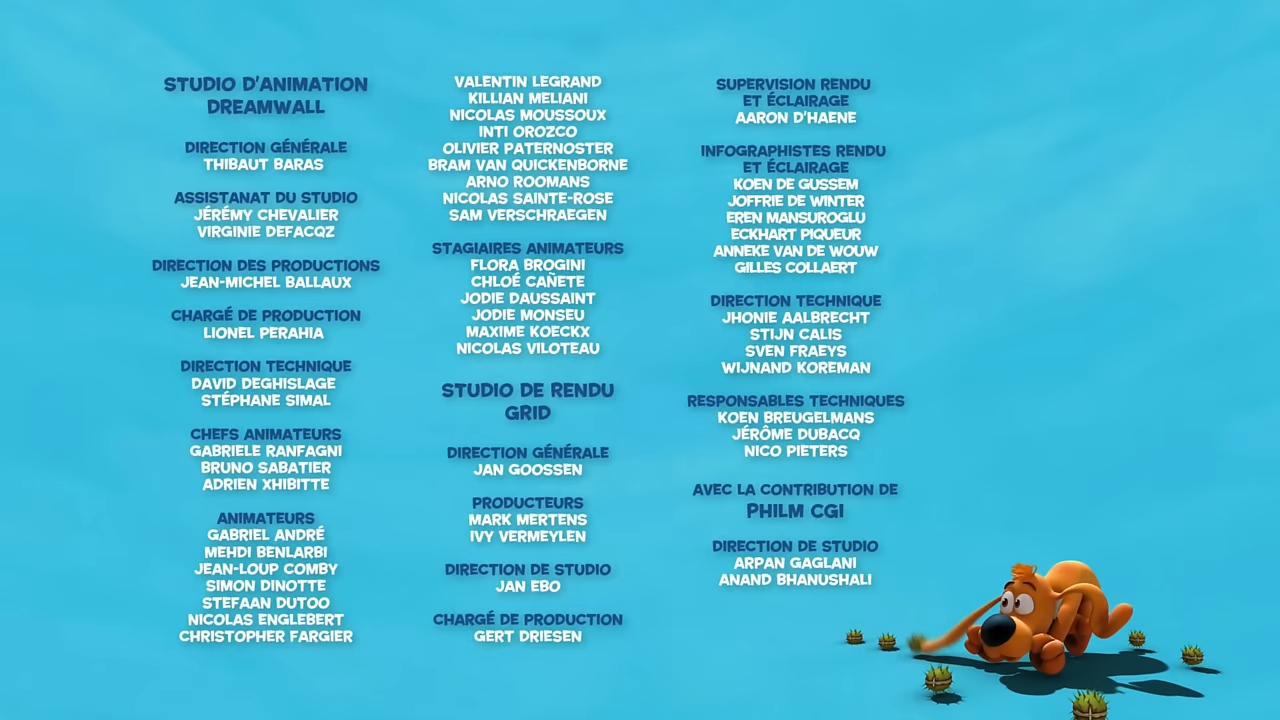 STUDIO D'ANIMATION
DREAMWALL
DIRECTION GÉNÉRALE
THIBAUT BARAS
ASSISTANAT DU STUDIO
JÉRÉMY CHEVALIER
VIRGINIE DEFACQZ
DIRECTION DES PRODUCTIONS
JEAN-MICHEL BALLAUX
CHARGÉ DE PRODUCTION
LIONEL PERAHIA
DIRECTION TECHNIQUE
DAVID DEGHISLAGE
STÉPHANE SIMAL
CHEFS ANIMATEURS
GABRIELE RANFAGNI
BRUNO SABATIER
ADRIEN XHIBITTE
ANIMATEURS
GABRIEL ANDRÉ
MEHDI BENLARBI
JEAN-LOUP COMBY
SIMON DINOTTE
STEFAAN DUTOO
NICOLAS ENGLEBERT
CHRISTOPHER FARGIER
VALENTIN LEGRAND
KILLIAN MELIANI
NICOLAS MOUSSOUX
INTI OROZCO
OLIVIER PATERNOSTER
BRAM VAN QUICKENBORNE
ARNO ROOMANS
NICOLAS SAINTE-ROSE
SAM VERSCHRAEGEN
STAGIAIRES ANIMATEURS
FLORA BROGINI
CHLOÉ CAÑETE
JODIE DAUSSAINT
JODIE MONSEU
MAXIME KOECKX
NICOLAS VILOTEAU
STUDIO DE RENDU
GRID
DIRECTION GÉNÉRALE
JAN GOOSSEN
PRODUCTEURS
MARK MERTENS
IVY VERMEYLEN
DIRECTION DE STUDIO
JAN EBO
CHARGÉ DE PRODUCTION
GERT DRIESEN
SUPERVISION RENDU
ET ÉCLAIRAGE
AARON D'HAENE
INFOGRAPHISTES RENDU
ET ÉCLAIRAGE
KOEN DE GUSSEM
JOFFRIE DE WINTER
EREN MANSUROGLU
ECKHART PIQUEUR
ANNEKE VAN DE WOUW
GILLES COLLAERT
DIRECTION TECHNIQUE
JHONIE AALBRECHT
STIJN CALIS
SVEN FRAEYS
WIJNAND KOREMAN
RESPONSABLES TECHNIQUES
KOEN BREUGELMANS
JÉRÔME DUBACQ
NICO PIETERS
AVEC LA CONTRIBUTION DE
PHILM CGI
DIRECTION DE STUDIO
ARPAN GAGLANI
ANAND BHANUSHALI